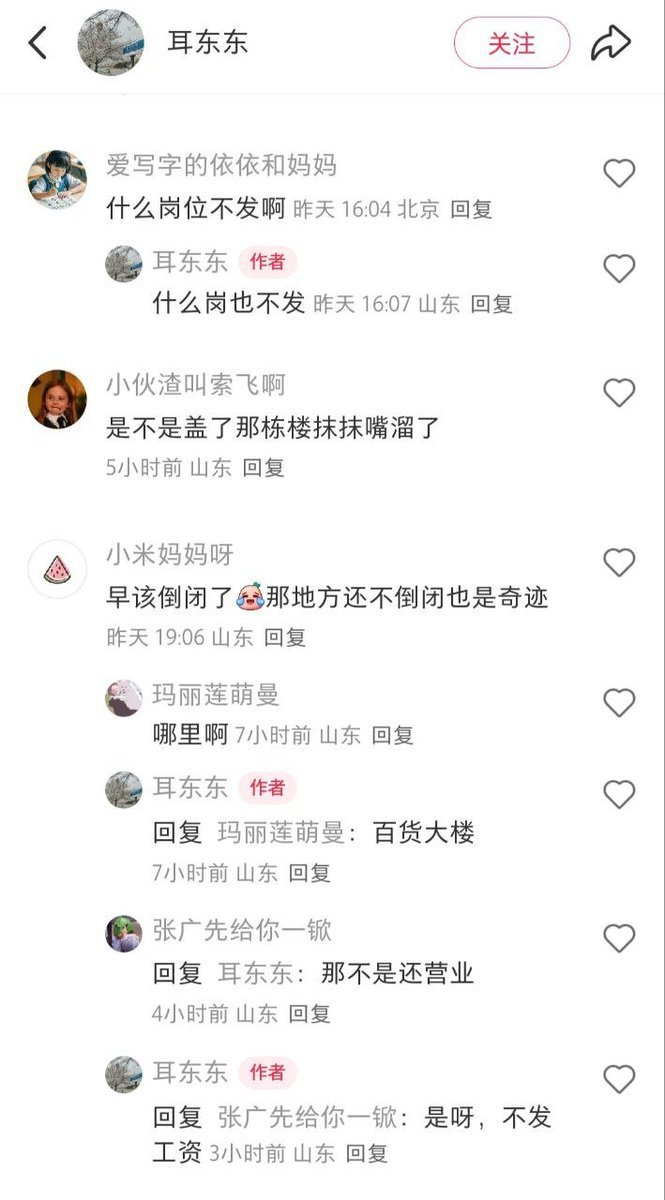 耳东东
关注
爱写字的依依和妈妈
什么岗位不发啊 昨天 16:04 北京 回复
耳东东 作者
什么岗也不发 昨天 16:07 山东 回复
小伙渣叫索飞啊
是不是盖了那栋楼抹抹嘴溜了
5小时前 山东 回复
小米妈妈呀
早该倒闭了😂那地方还不倒闭也是奇迹
昨天 19:06 山东 回复
玛丽莲萌曼
哪里啊 7小时前 山东 回复
耳东东 作者
回复 玛丽莲萌曼：百货大楼
7小时前 山东 回复
张广先给你一锨
回复 耳东东：那不是还营业
4小时前 山东 回复
耳东东 作者
回复 张广先给你一锨：是呀，不发
工资 3小时前 山东 回复